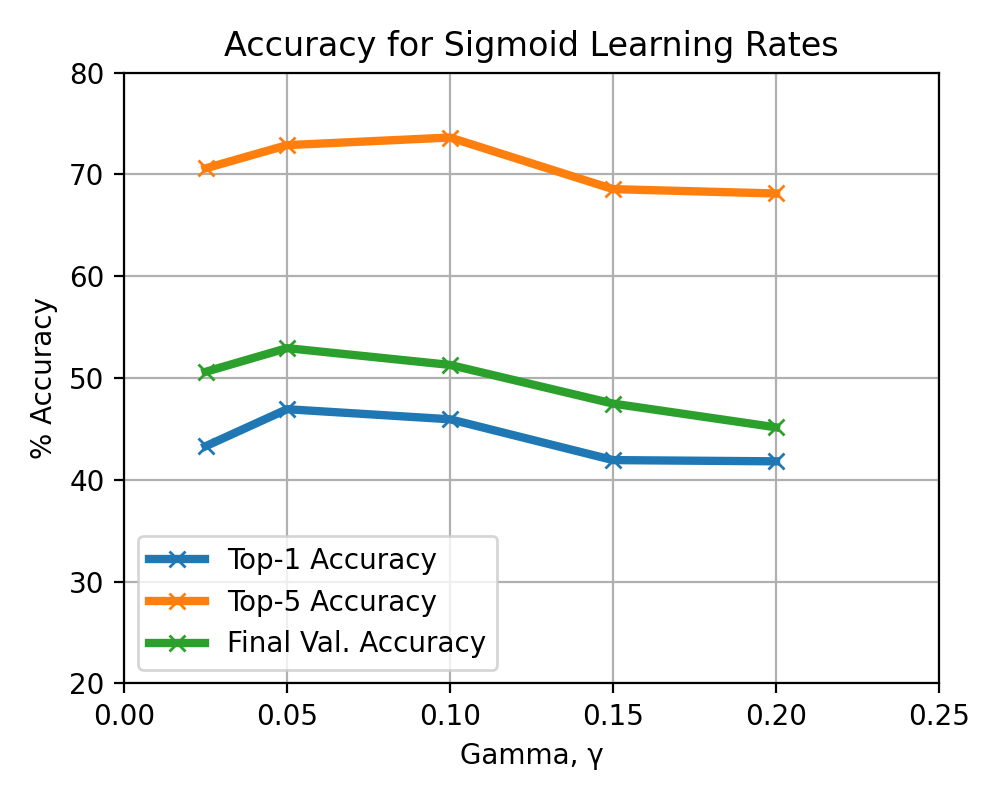 Accuracy for Sigmoid Learning Rates
80
70
60
50
40
30
20
% Accuracy
Top-1 Accuracy
Top-5 Accuracy
Final Val. Accuracy
0.00 0.05 0.10 0.15 0.20 0.25
Gamma, γ